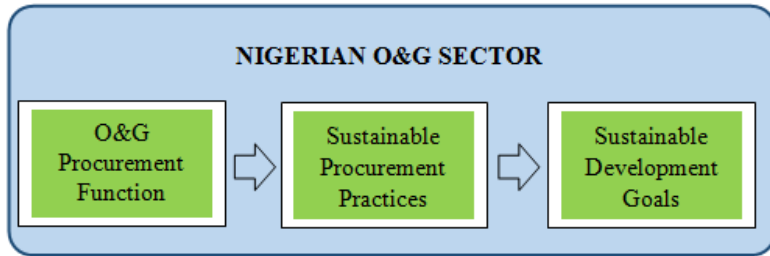 NIGERIAN O&G SECTOR
O&G
Procurement
Function
Sustainable
Procurement
Practices
Sustainable
Development
Goals